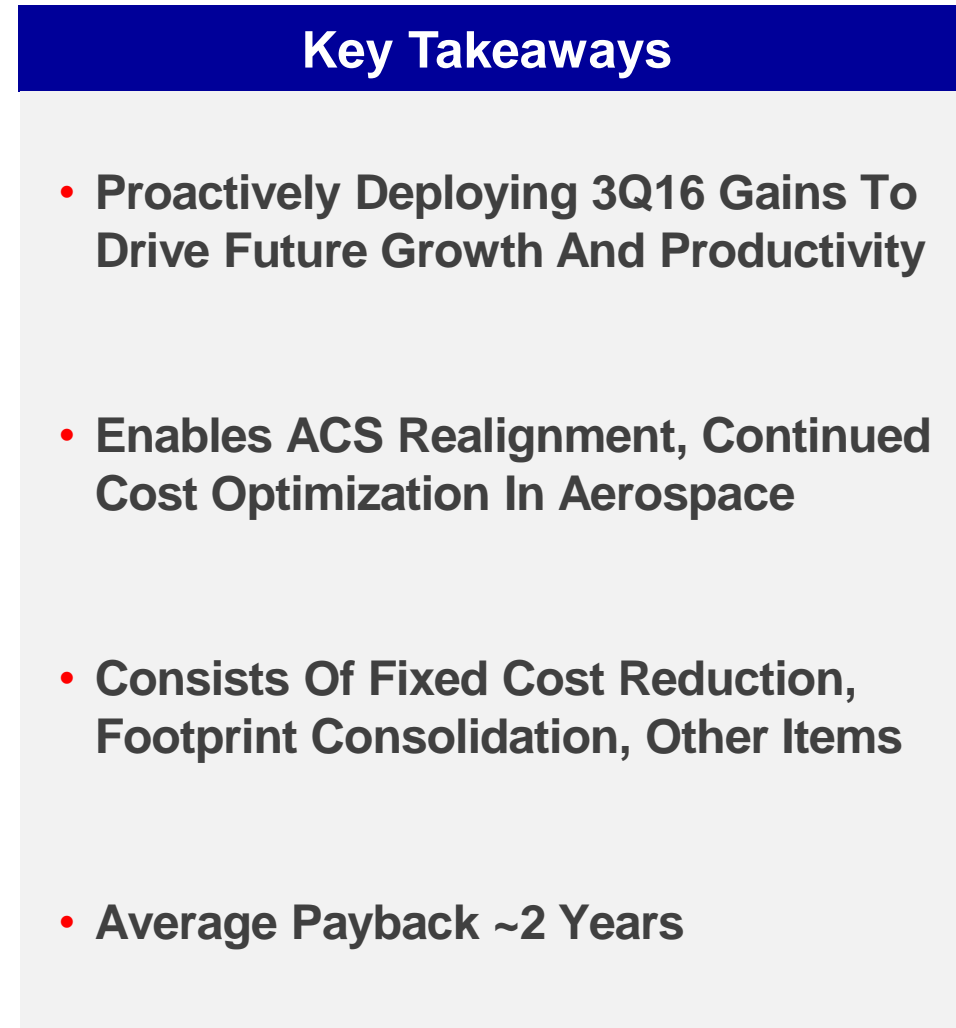 Key Takeaways
• Proactively Deploying 3Q16 Gains To
Drive Future Growth And Productivity
• Enables ACS Realignment, Continued
Cost Optimization In Aerospace
• Consists Of Fixed Cost Reduction,
Footprint Consolidation, Other Items
• Average Payback ~2 Years